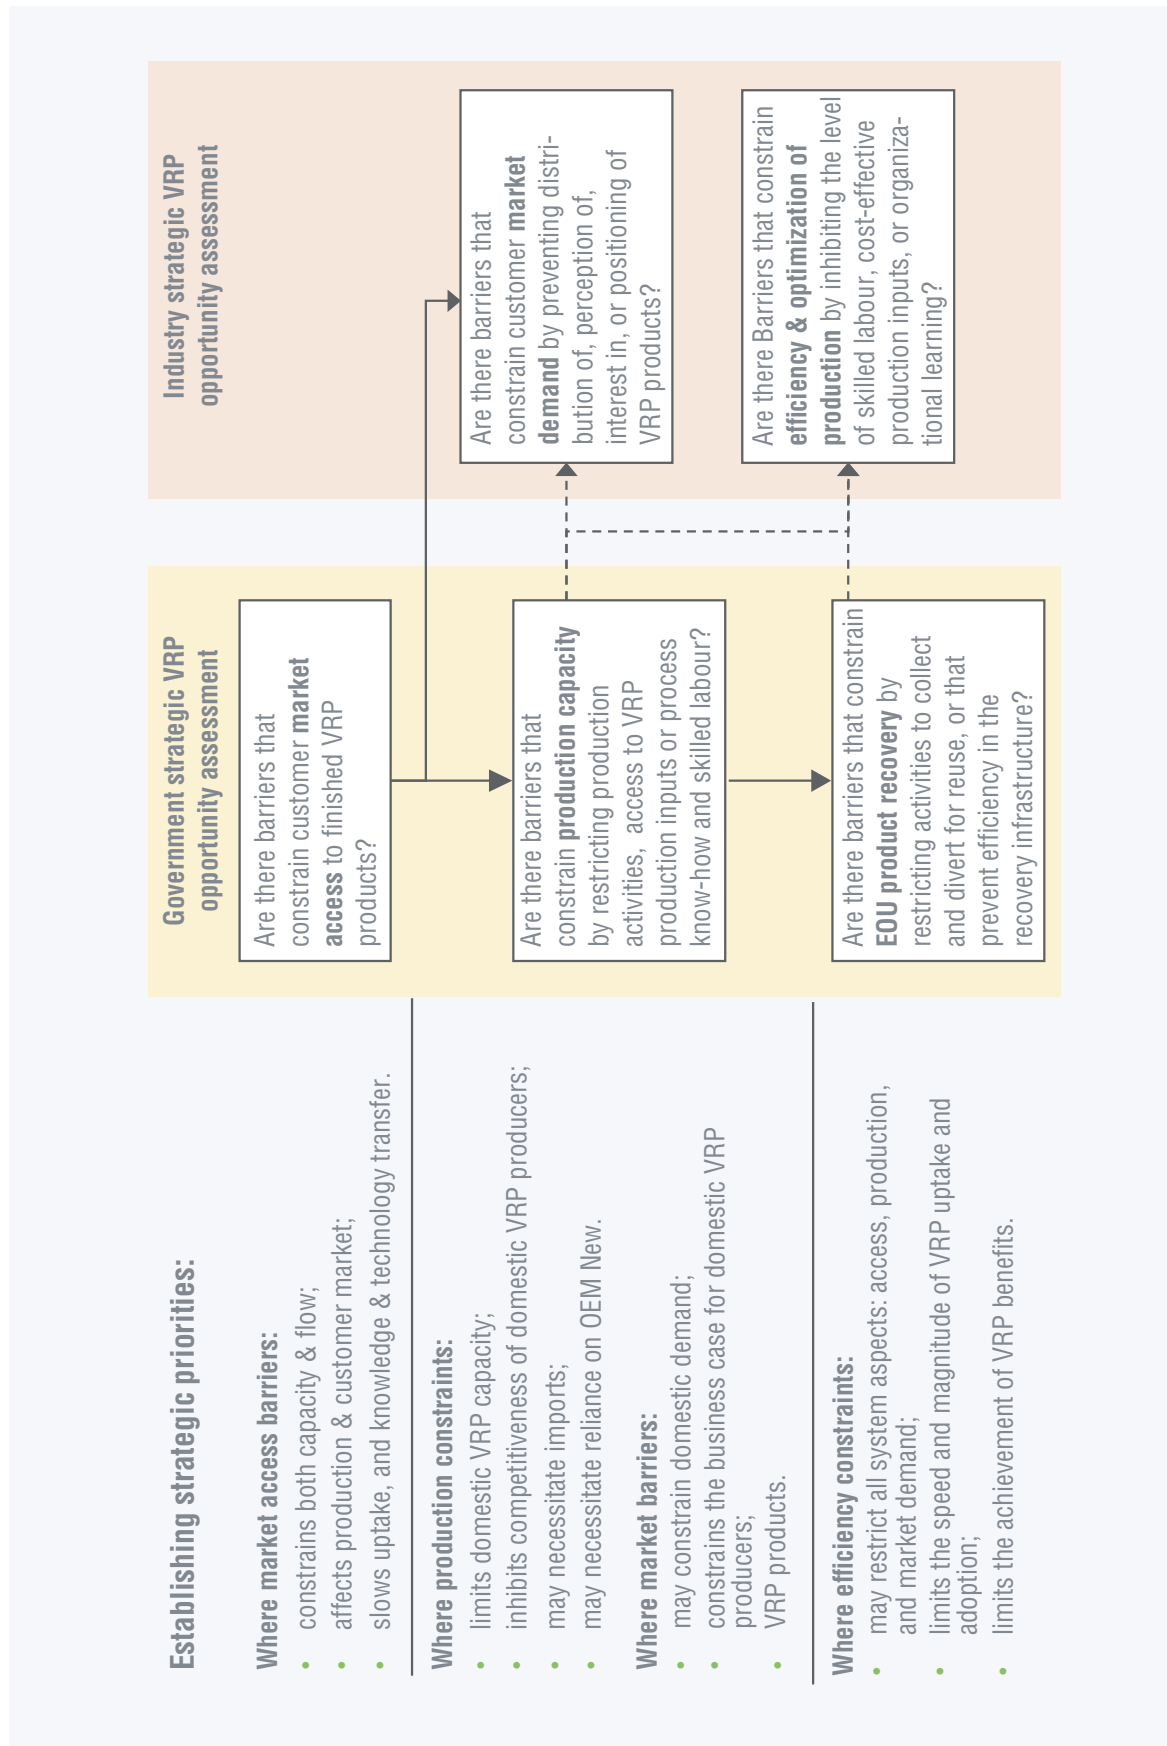 Establishing strategic priorities:
Where market access barriers:
• constrains both capacity & flow;
• affects production & customer market;
• slows uptake, and knowledge & technology transfer.
Where production constraints:
• limits domestic VRP capacity;
• inhibits competitiveness of domestic VRP producers;
• may necessitate imports;
• may necessitate reliance on OEM New.
Where market barriers:
• may constrain domestic demand;
• constrains the business case for domestic VRP
producers;
• VRP products.
Where efficiency constraints:
• may restrict all system aspects: access, production,
and market demand;
• limits the speed and magnitude of VRP uptake and
adoption;
• limits the achievement of VRP benefits.
Government strategic VRP
opportunity assessment
Are there barriers that
constrain customer market
access to finished VRP
products?
Are there barriers that
constrain production capacity
by restricting production
activities, access to VRP
production inputs or process
know-how and skilled labour?
Are there barriers that constrain
EOU product recovery by
restricting activities to collect
and divert for reuse, or that
prevent efficiency in the
recovery infrastructure?
Industry strategic VRP
opportunity assessment
Are there barriers that
constrain customer market
demand by preventing distri-
bution of, perception of,
interest in, or positioning of
VRP products?
Are there Barriers that constrain
efficiency & optimization of
production by inhibiting the level
of skilled labour, cost-effective
production inputs, or organiza-
tional learning?